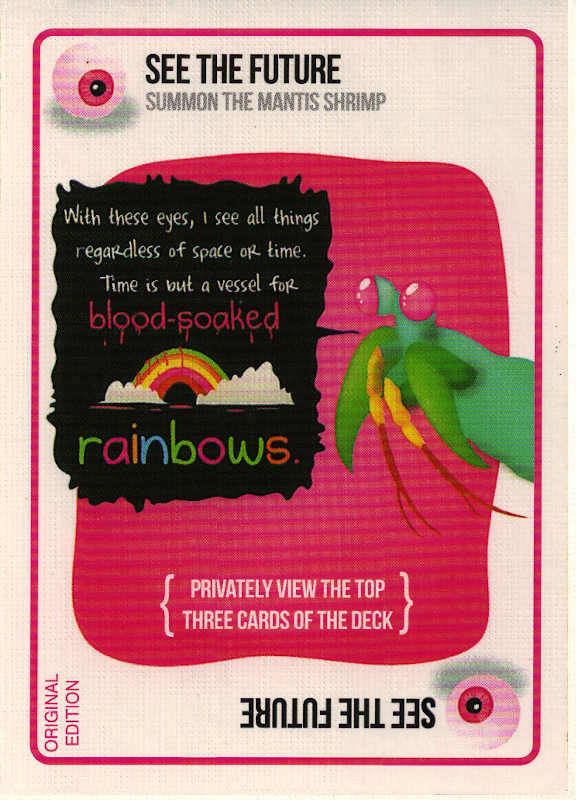 SEE THE FUTURE
SUMMON THE MANTIS SHRIMP
With these eyes, I see all things
regardless of space or time.
Time is but a vessel for
blood-soaked
rainbows.
PRIVATELY VIEW THE TOP
THREE CARDS OF THE DECK
ORIGINAL
EDITION
SEE THE FUTURE